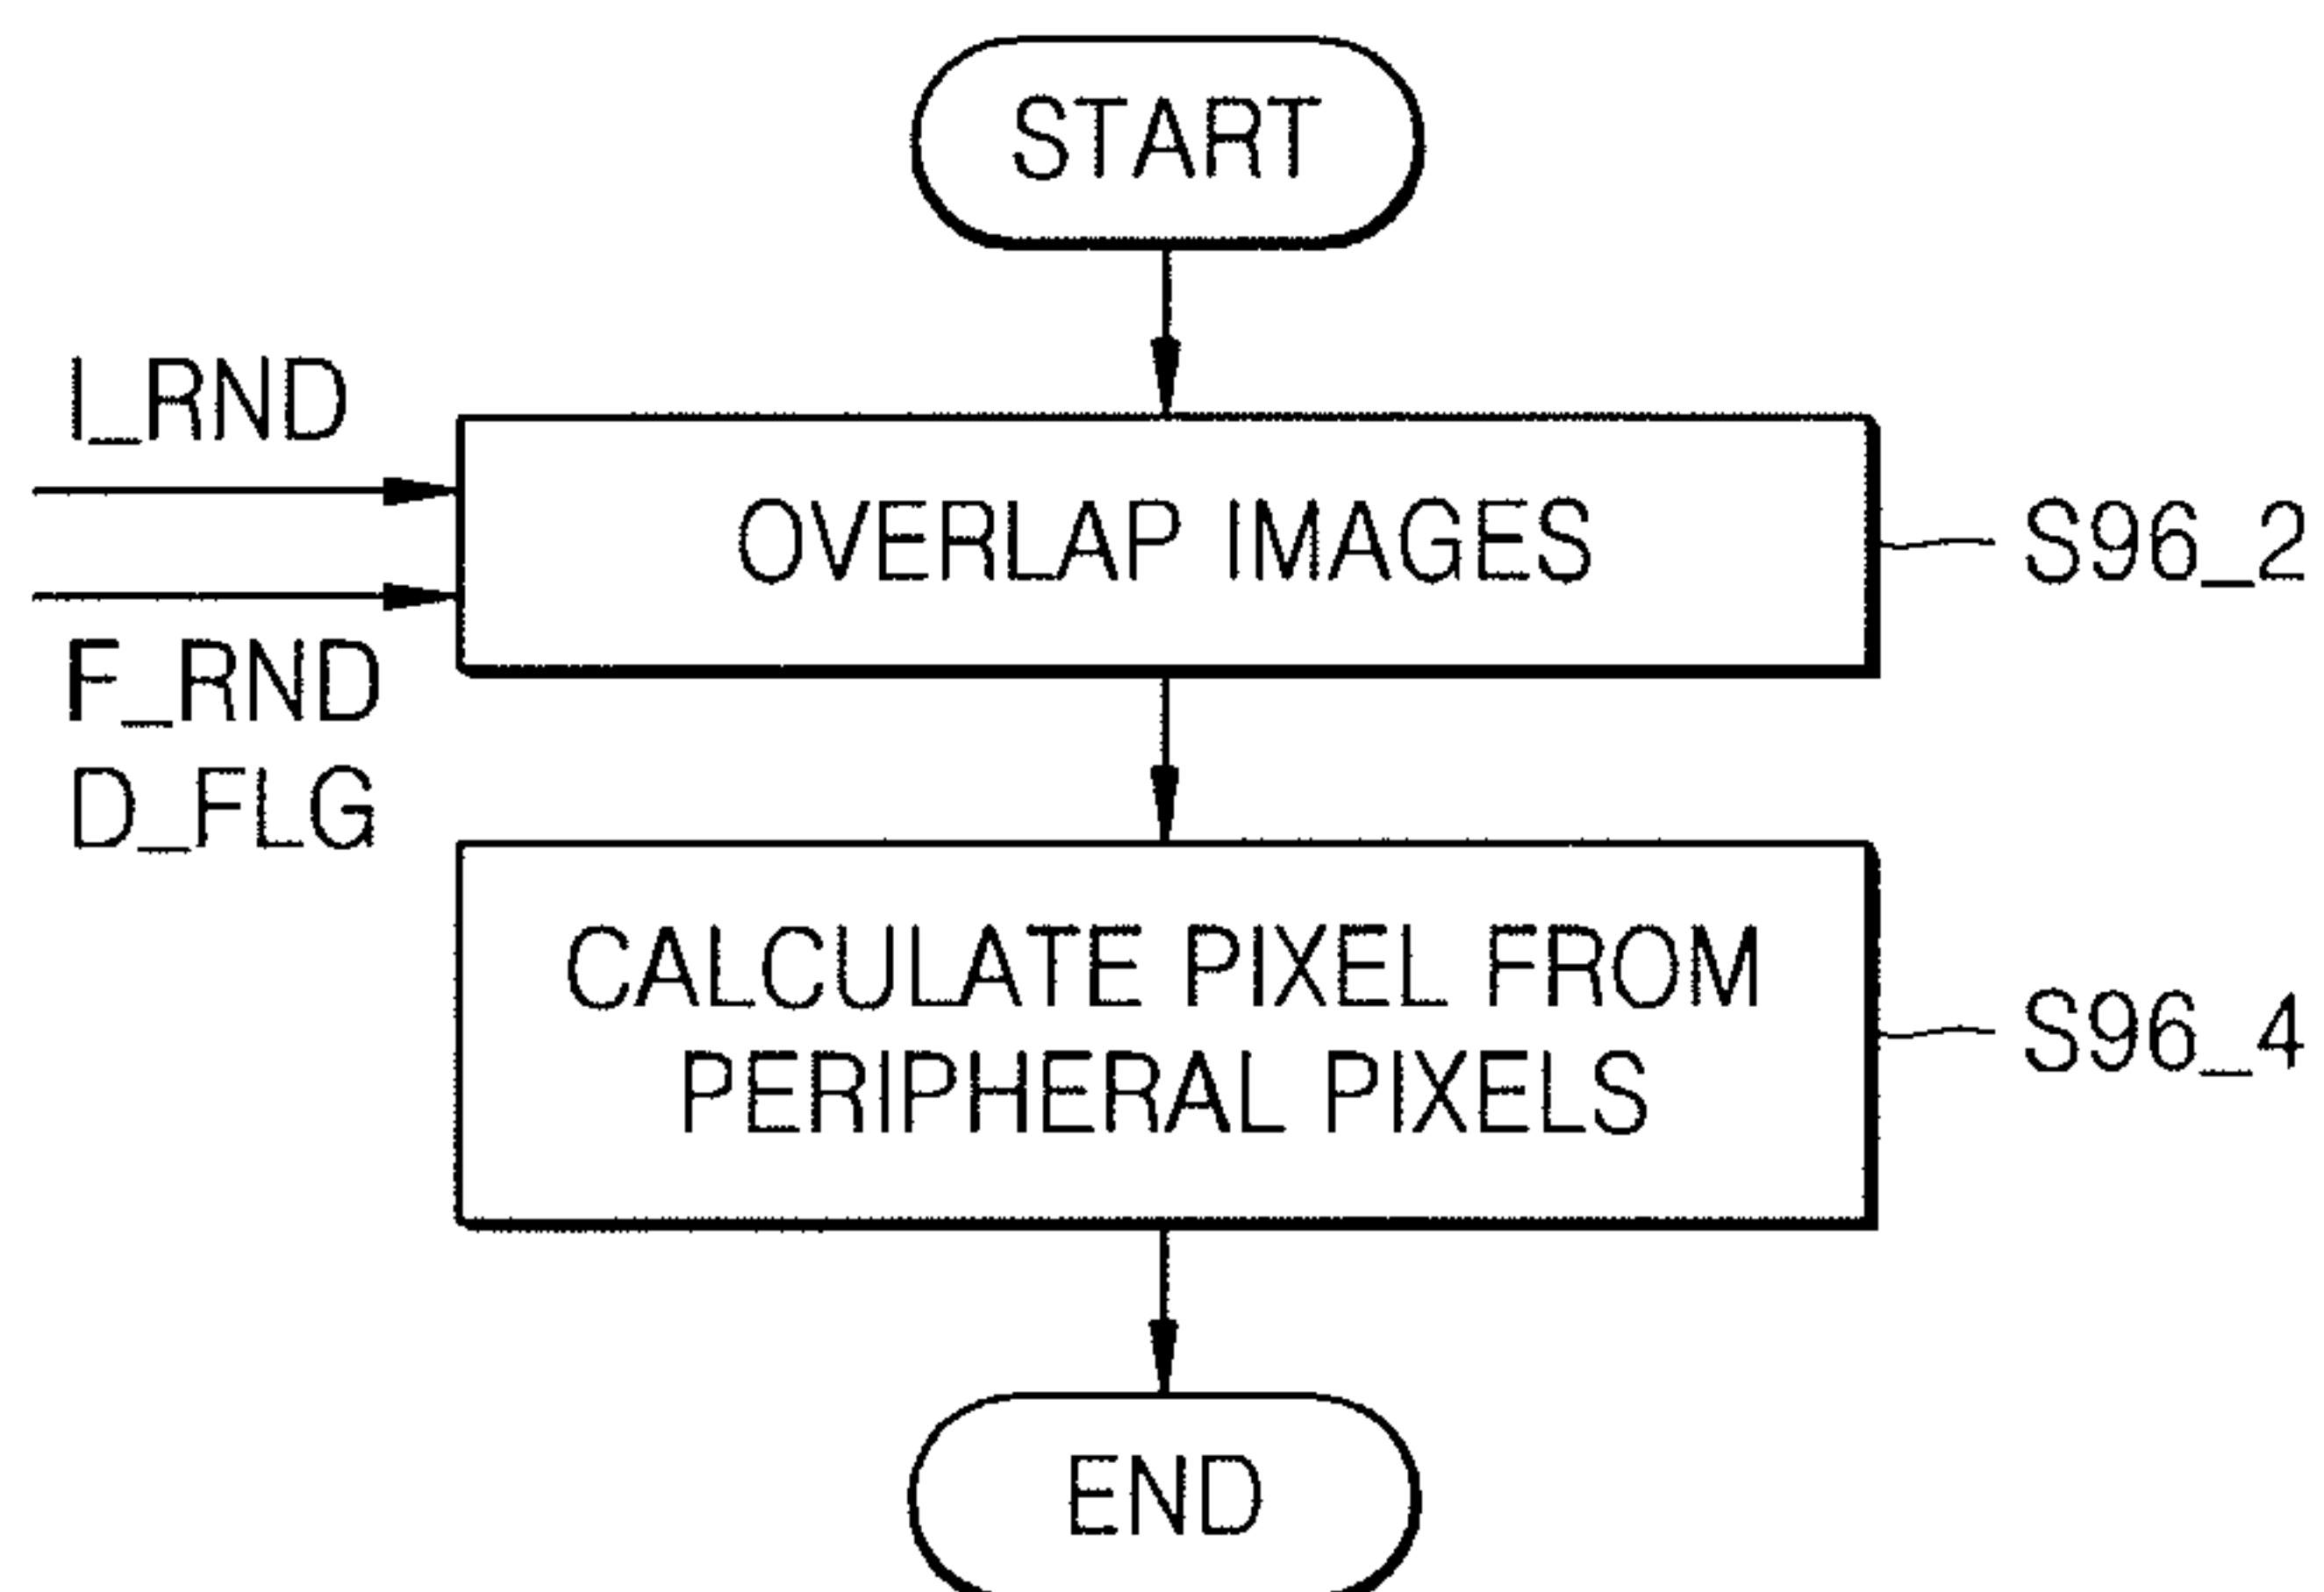 START
I_RND
OVERLAP IMAGES
S96_2
F_RND
D_FLG
CALCULATE PIXEL FROM
PERIPHERAL PIXELS
S96_4
END